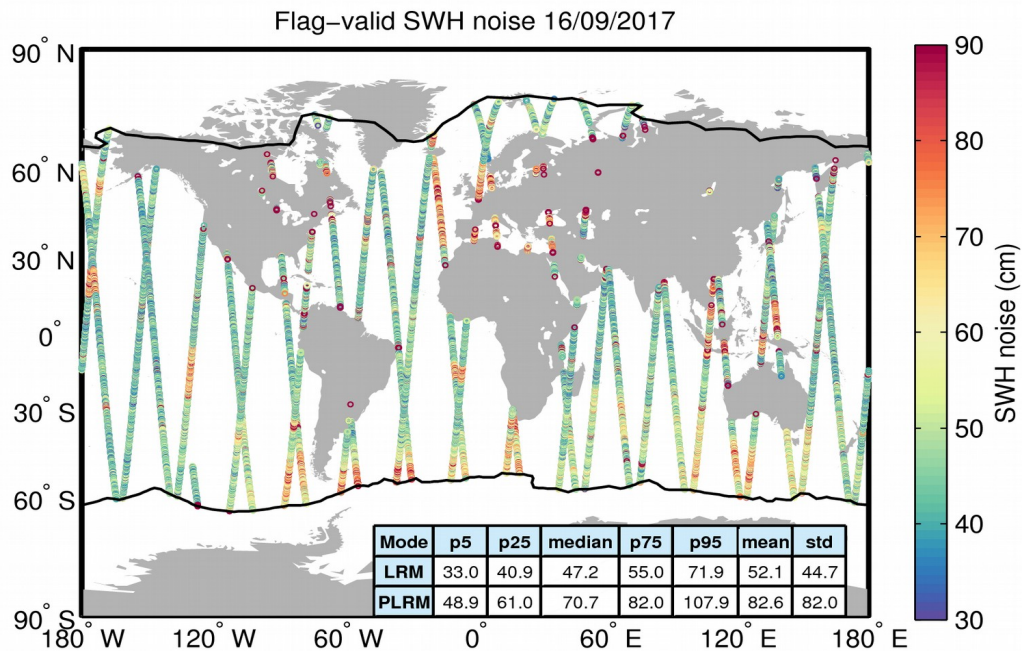 Flag−valid SWH noise 16/09/2017
90° N
60° N
30° N
0°
30° S
60° S
90° S
180° W
120° W
60° W
0°
60° E
120° E
180° E
90
80
70
60
50
40
30
SWH noise (cm)
Mode p5 p25 median p75 p95 mean std
LRM 33.0 40.9 47.2 55.0 71.9 52.1 44.7
PLRM 48.9 61.0 70.7 82.0 107.9 82.6 82.0